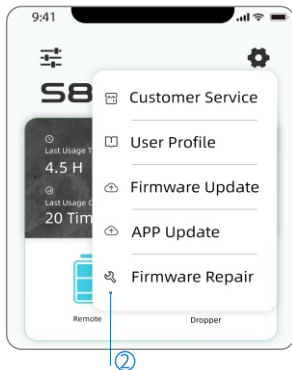 9:41
S8
Customer Service
User Profile
Firmware Update
APP Update
Firmware Repair
Last Usage T
4.5 H
Last Usage
20 Tim
Remote
Dropper
②